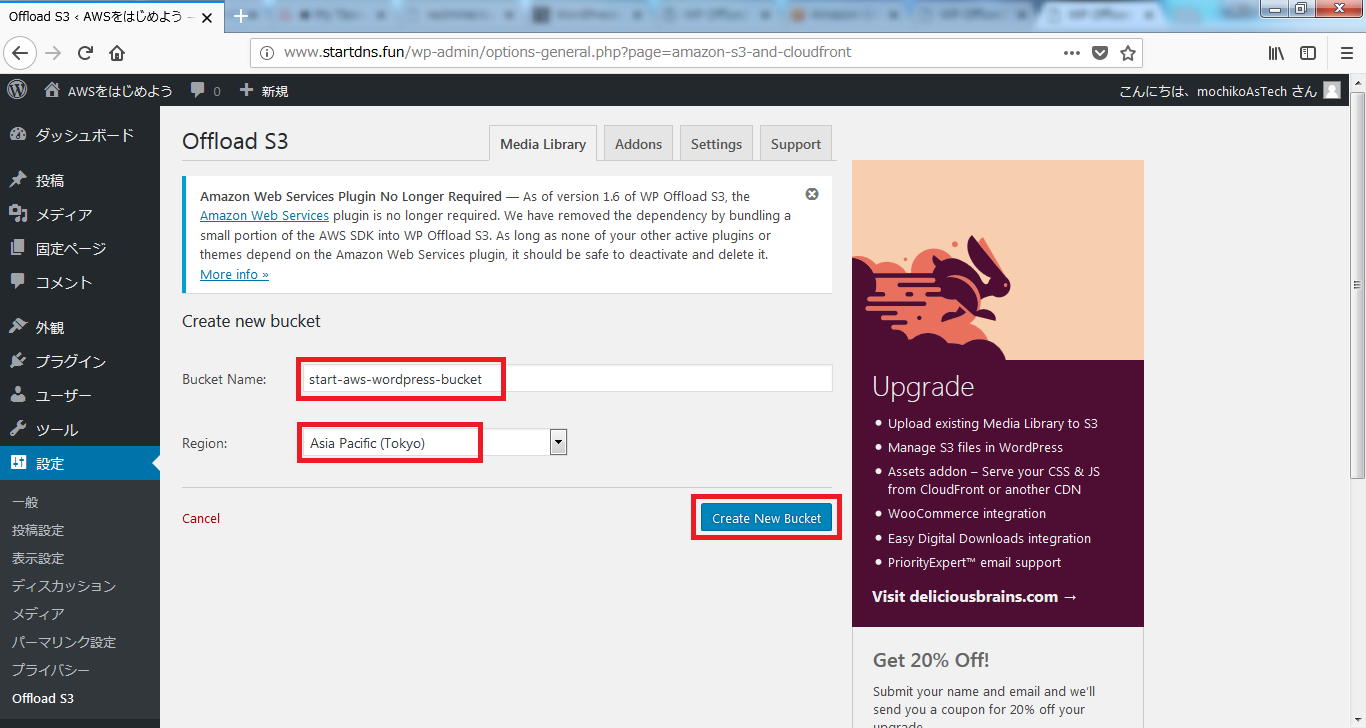 Offload S3 ‹ AWSをはじめよう −
www.startdns.fun/wp-admin/options-general.php?page=amazon-s3-and-cloudfront
AWSをはじめよう
0
新規
こんにちは、mochikoAsTech さん
ダッシュボード
投稿
メディア
固定ページ
コメント
外観
プラグイン
ユーザー
ツール
設定
一般
投稿設定
表示設定
ディスカッション
メディア
パーマリンク設定
プライバシー
Offload S3
Offload S3
Media Library
Addons
Settings
Support
Amazon Web Services Plugin No Longer Required — As of version 1.6 of WP Offload S3, the
Amazon Web Services plugin is no longer required. We have removed the dependency by bundling a
small portion of the AWS SDK into WP Offload S3. As long as none of your other active plugins or
themes depend on the Amazon Web Services plugin, it should be safe to deactivate and delete it.
More info »
Create new bucket
Bucket Name:
start-aws-wordpress-bucket
Region:
Asia Pacific (Tokyo)
Cancel
Create New Bucket
Upgrade
• Upload existing Media Library to S3
• Manage S3 files in WordPress
• Assets addon – Serve your CSS & JS
from CloudFront or another CDN
• WooCommerce integration
• Easy Digital Downloads integration
• PriorityExpert™ email support
Visit deliciousbrains.com →
Get 20% Off!
Submit your name and email and we'll
send you a coupon for 20% off your
upgrade.